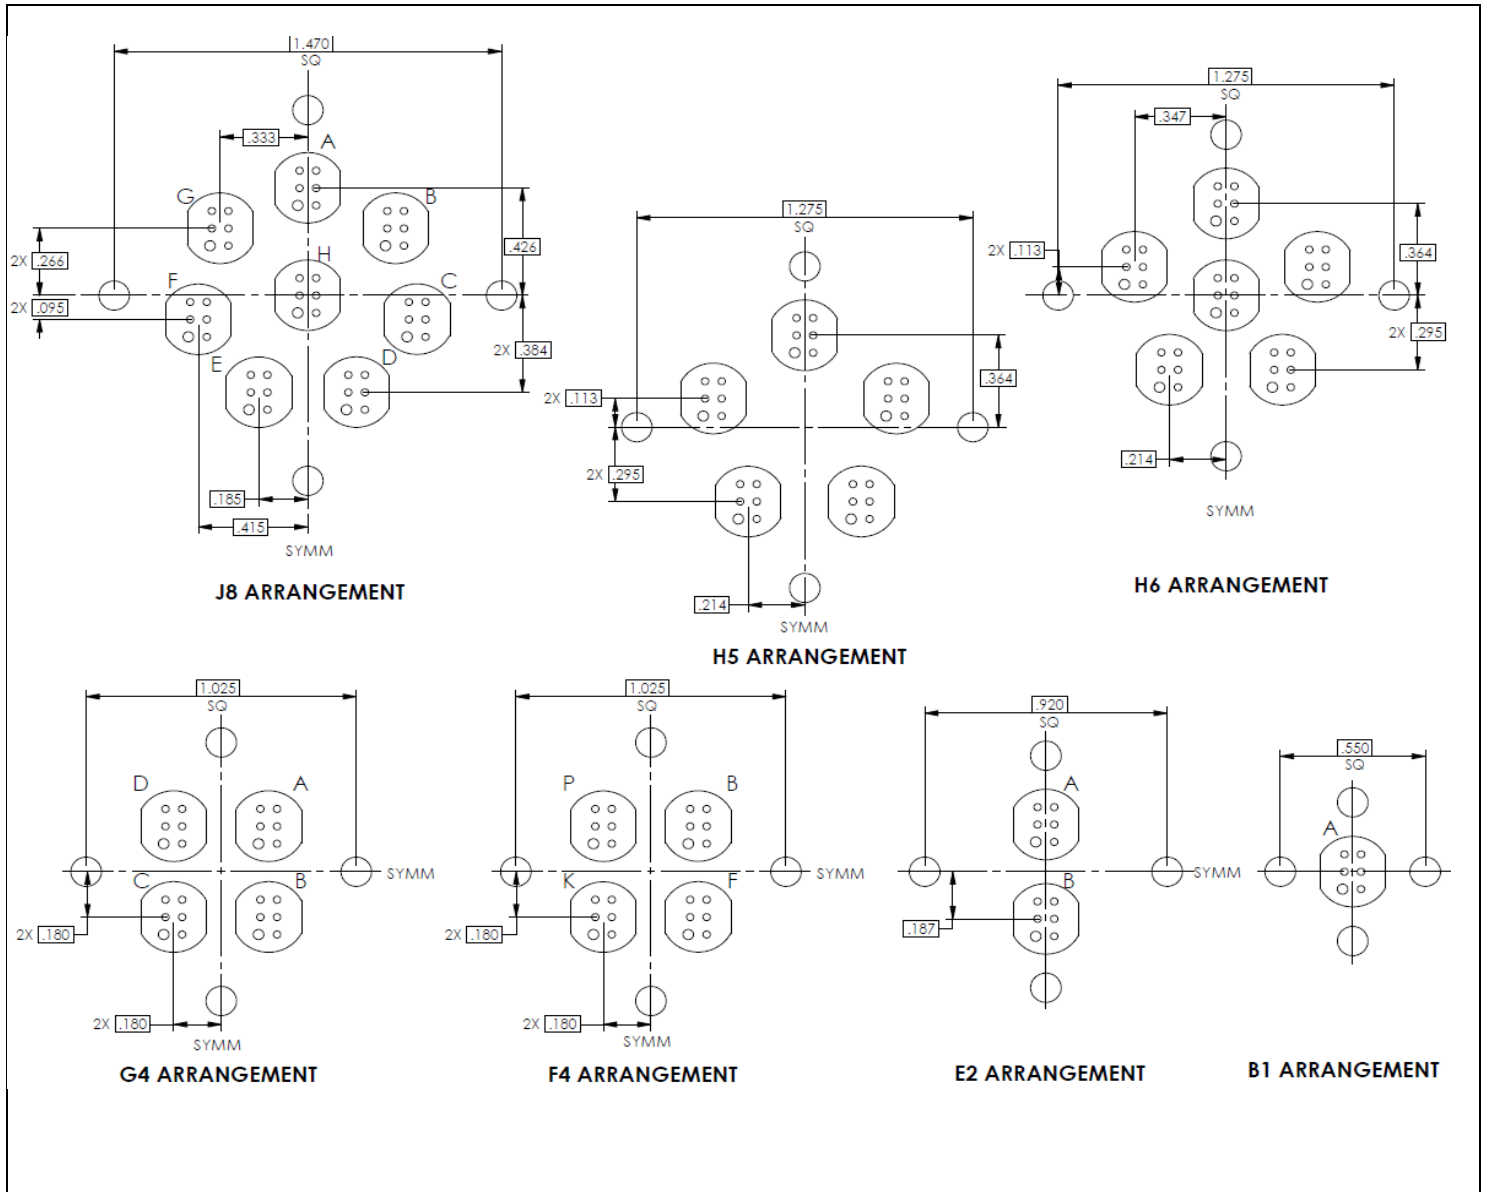 1.470
SQ
.333
A
G
B
.426
2X .266
H
F
C
2X .095
2X .384
E
D
.185
.415
SYMM
J8 ARRANGEMENT
1.275
SQ
.364
2X .113
2X .295
.214
SYMM
H5 ARRANGEMENT
1.275
SQ
.347
2X .113
.364
2X .295
.214
SYMM
H6 ARRANGEMENT
1.025
SQ
D
A
SYMM
C
B
2X .180
2X .180
SYMM
G4 ARRANGEMENT
1.025
SQ
P
B
SYMM
K
F
2X .180
2X .180
SYMM
F4 ARRANGEMENT
.920
SQ
A
SYMM
B
.187
E2 ARRANGEMENT
.550
SQ
A
B1 ARRANGEMENT